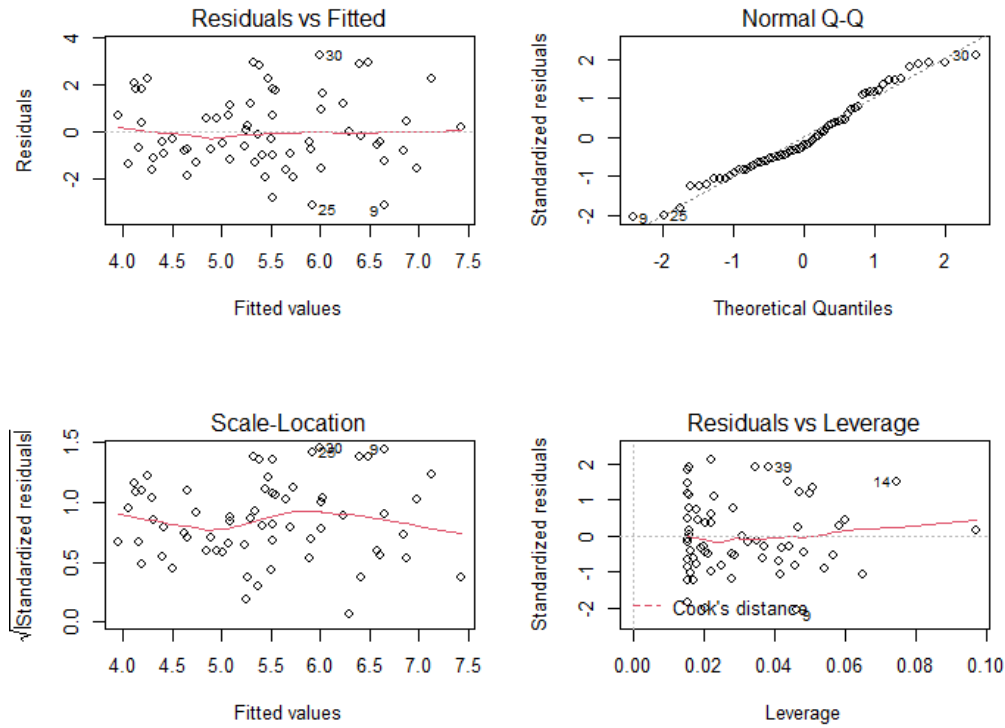 Residuals vs Fitted
Residuals
4
2
0
-2
30
25
9
4.0 4.5 5.0 5.5 6.0 6.5 7.0 7.5
Fitted values
Normal Q-Q
Standardized residuals
2
1
0
-1
-2
30
25
9
-2 -1 0 1 2
Theoretical Quantiles
Scale-Location
√|Standardized residuals|
1.5
1.0
0.5
0.0
30
25
9
4.0 4.5 5.0 5.5 6.0 6.5 7.0 7.5
Fitted values
Residuals vs Leverage
Standardized residuals
2
1
0
-1
-2
39
14
9
Cook's distance
0.00 0.02 0.04 0.06 0.08 0.10
Leverage